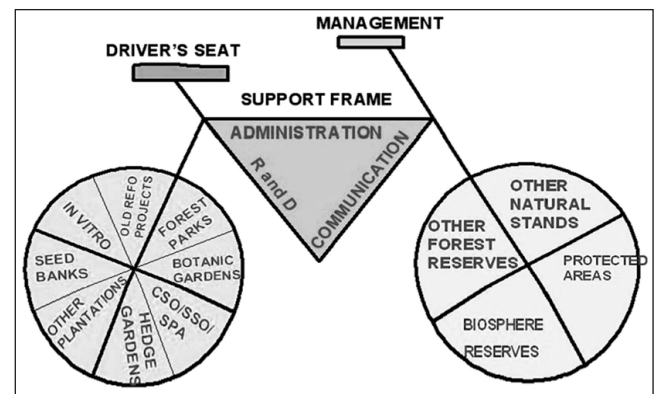 MANAGEMENT
DRIVER'S SEAT
SUPPORT FRAME
ADMINISTRATION
R and D
COMMUNICATION
IN VITRO
OLD REFO
PROJECTS
FOREST
PARKS
BOTANIC
GARDENS
CSO/SSO/
SPA
HEDGE
GARDENS
OTHER
PLANTATIONS
SEED
BANKS
OTHER
NATURAL
STANDS
OTHER
FOREST
RESERVES
PROTECTED
AREAS
BIOSPHERE
RESERVES